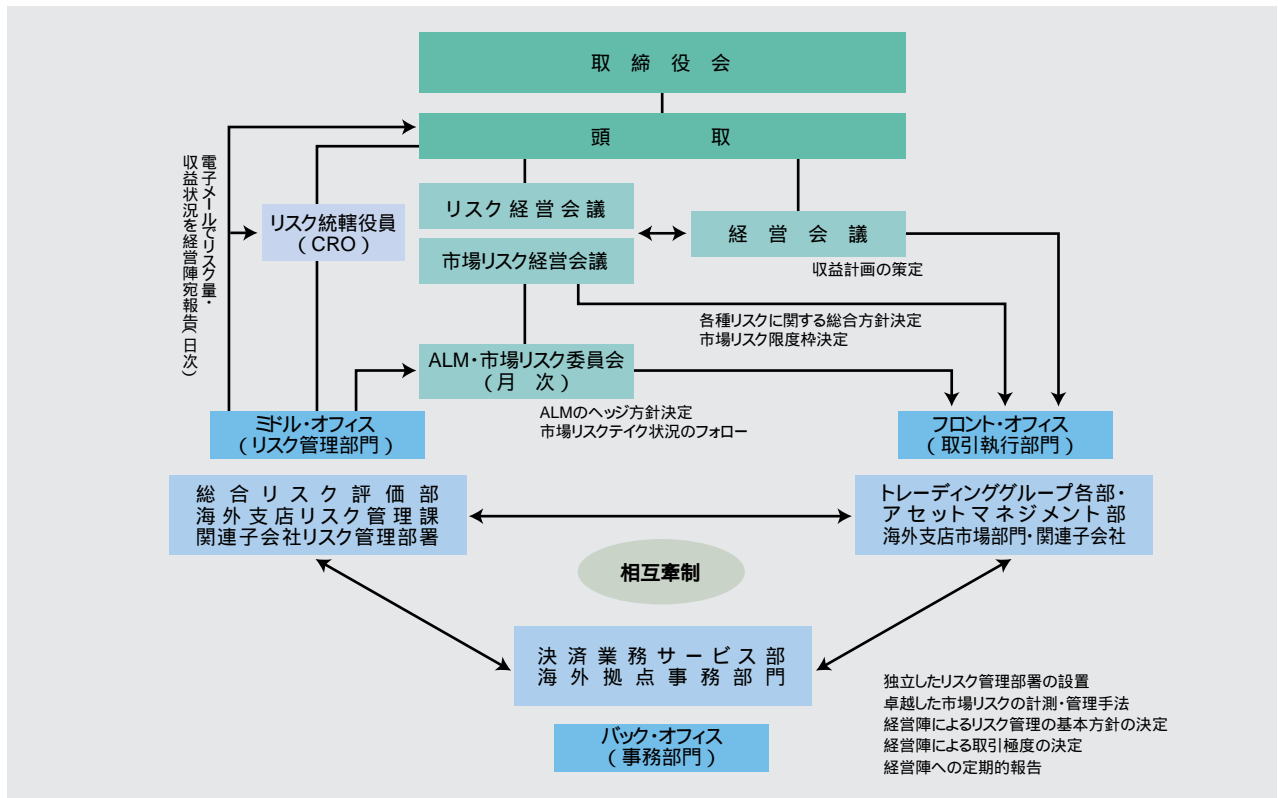 取締役会
頭取
電子メールでリスク量・
収益状況を経営陣宛報告(日次)
リスク統轄役員
(CRO)
リスク経営会議
市場リスク経営会議
経営会議
収益計画の策定
各種リスクに関する総合方針決定
市場リスク限度枠決定
ALM・市場リスク委員会
(月次)
ALMのヘッジ方針決定
市場リスクテイク状況のフォロー
ミドル・オフィス
(リスク管理部門)
フロント・オフィス
(取引執行部門)
総合リスク評価部
海外支店リスク管理課
関連子会社リスク管理部署
トレーディンググループ各部・
アセットマネジメント部
海外支店市場部門・関連子会社
相互牽制
決済業務サービス部
海外拠点事務部門
バック・オフィス
(事務部門)
独立したリスク管理部署の設置
卓越した市場リスクの計測・管理手法
経営陣によるリスク管理の基本方針の決定
経営陣による取引極度の決定
経営陣への定期的報告